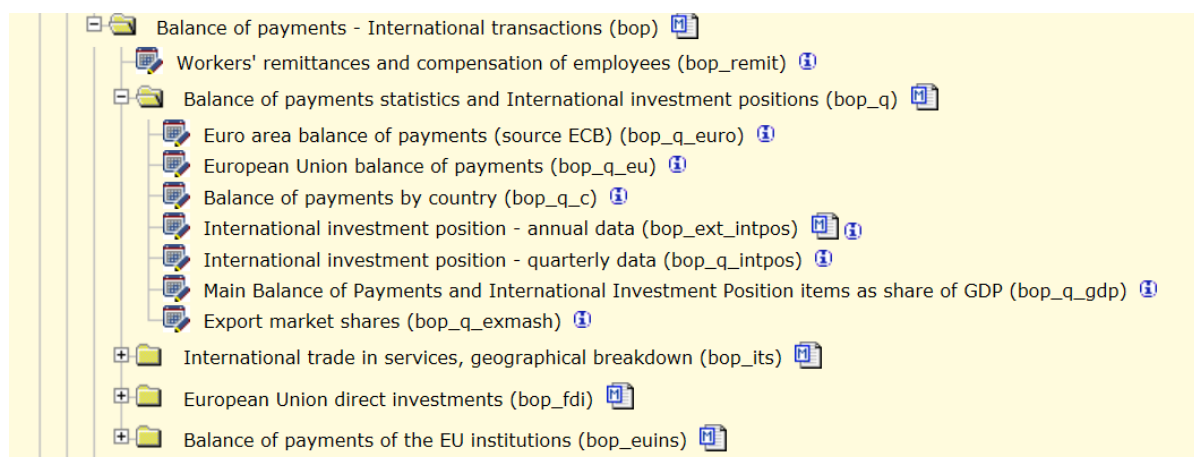 Balance of payments - International transactions (bop)
Workers' remittances and compensation of employees (bop_remit)
Balance of payments statistics and International investment positions (bop_q)
Euro area balance of payments (source ECB) (bop_q_euro)
European Union balance of payments (bop_q_eu)
Balance of payments by country (bop_q_c)
International investment position - annual data (bop_ext_intpos)
International investment position - quarterly data (bop_q_intpos)
Main Balance of Payments and International Investment Position items as share of GDP (bop_q_gdp)
Export market shares (bop_q_exmash)
International trade in services, geographical breakdown (bop_its)
European Union direct investments (bop_fdi)
Balance of payments of the EU institutions (bop_euins)